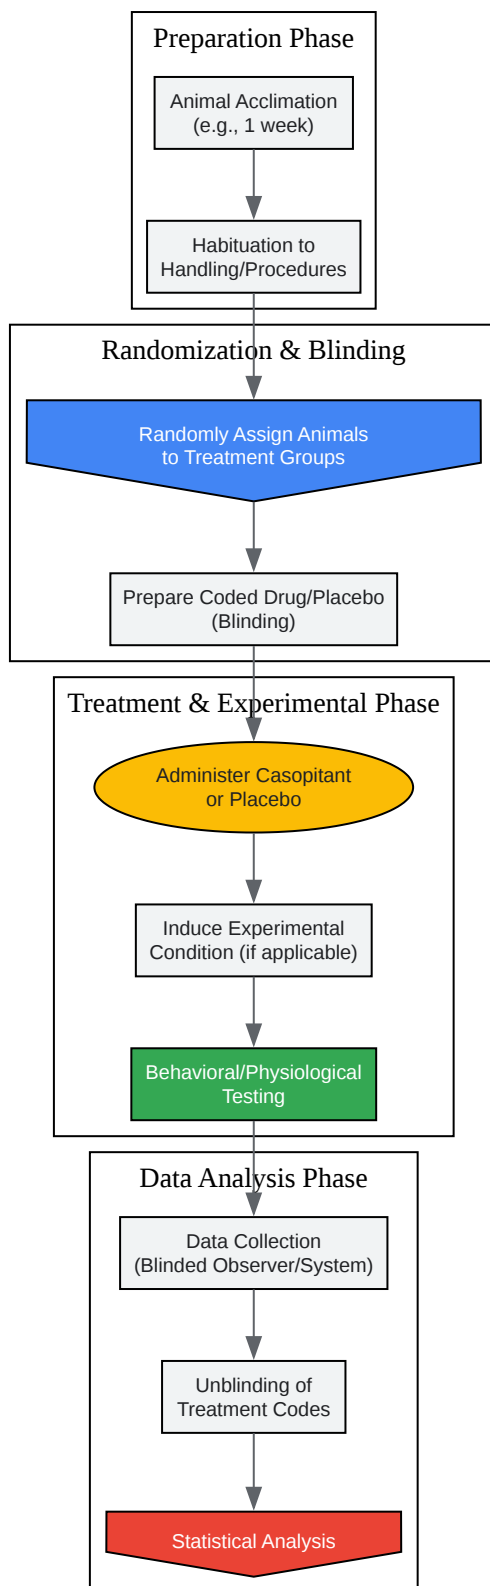 Preparation Phase
Animal Acclimation
(e.g., 1 week)
Habituation to
Handling/Procedures
Randomization & Blinding
Randomly Assign Animals
to Treatment Groups
Prepare Coded Drug/Placebo
(Blinding)
Treatment & Experimental Phase
Administer Casopitant
or Placebo
Induce Experimental
Condition (if applicable)
Behavioral/Physiological
Testing
Data Analysis Phase
Data Collection
(Blinded Observer/System)
Unblinding of
Treatment Codes
Statistical Analysis